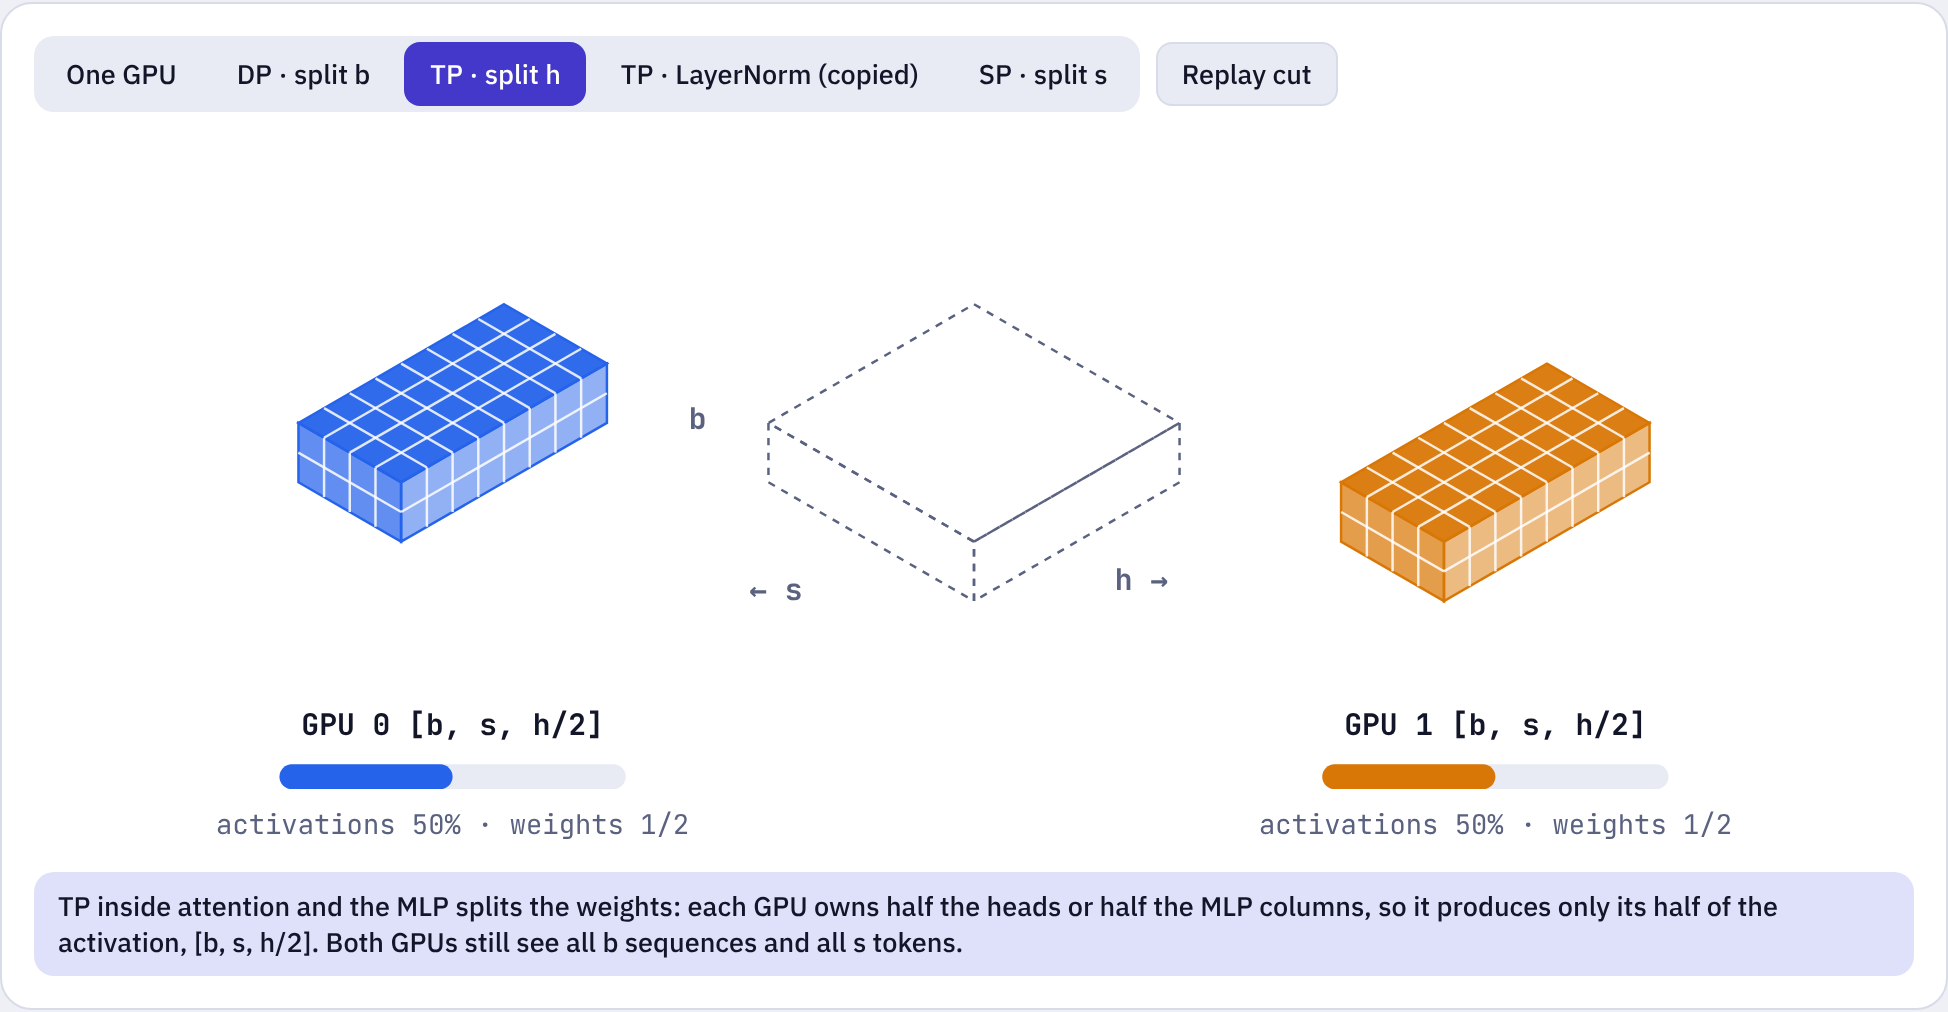 One GPU
DP · split b
TP · split h
TP · LayerNorm (copied)
SP · split s
Replay cut
b
← s
h →
GPU 0 [b, s, h/2]
activations 50% · weights 1/2
GPU 1 [b, s, h/2]
activations 50% · weights 1/2
TP inside attention and the MLP splits the weights: each GPU owns half the heads or half the MLP columns, so it produces only its half of the
activation, [b, s, h/2]. Both GPUs still see all b sequences and all s tokens.